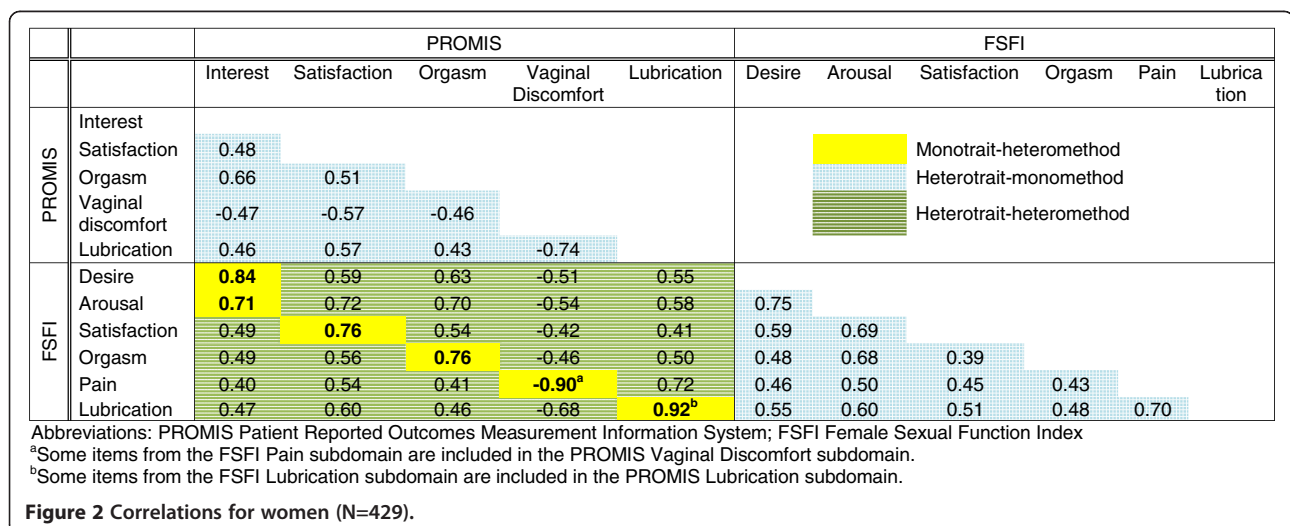 PROMIS FSFI
Interest Satisfaction Orgasm Vaginal Discomfort Lubrication Desire Arousal Satisfaction Orgasm Pain Lubrica tion
PROMIS
Interest
Satisfaction 0.48
Orgasm 0.66 0.51
Vaginal discomfort -0.47 -0.57 -0.46
Lubrication 0.46 0.57 0.43 -0.74
Monotrait-heteromethod
Heterotrait-monomethod
Heterotrait-heteromethod
FSFI
Desire 0.84 0.59 0.63 -0.51 0.55
Arousal 0.71 0.72 0.70 -0.54 0.58 0.75
Satisfaction 0.49 0.76 0.54 -0.42 0.41 0.59 0.69
Orgasm 0.49 0.56 0.76 -0.46 0.50 0.48 0.68 0.39
Pain 0.40 0.54 0.41 -0.90a 0.72 0.46 0.50 0.45 0.43
Lubrication 0.47 0.60 0.46 -0.68 0.92b 0.55 0.60 0.51 0.48 0.70
Abbreviations: PROMIS Patient Reported Outcomes Measurement Information System; FSFI Female Sexual Function Index
aSome items from the FSFI Pain subdomain are included in the PROMIS Vaginal Discomfort subdomain.
bSome items from the FSFI Lubrication subdomain are included in the PROMIS Lubrication subdomain.
Figure 2 Correlations for women (N=429).